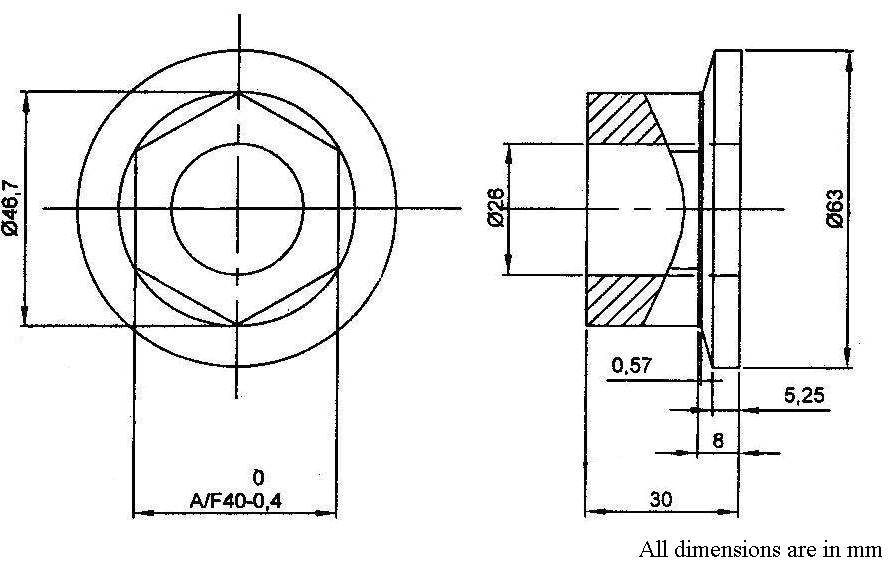 Ø46,7
Ø26
Ø63
0,57
5,25
8
0
A/F40-0,4
30
All dimensions are in mm